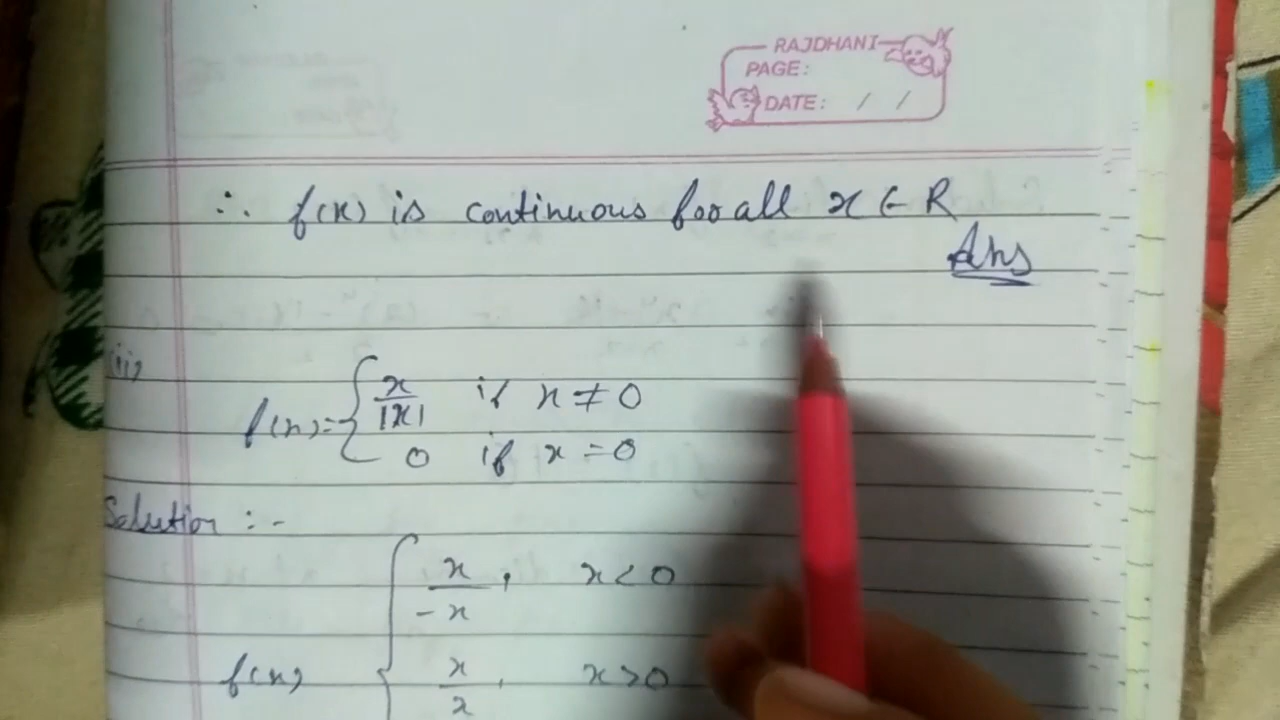 RAJDHANI
PAGE:
DATE: / /
∴ f(x) is continuous for all x ∈ R
Ans
(ii)
f(x) = { x/|x| if x ≠ 0
0 if x = 0
Solution :-
x/-x , x < 0
f(x)
x/x , x > 0